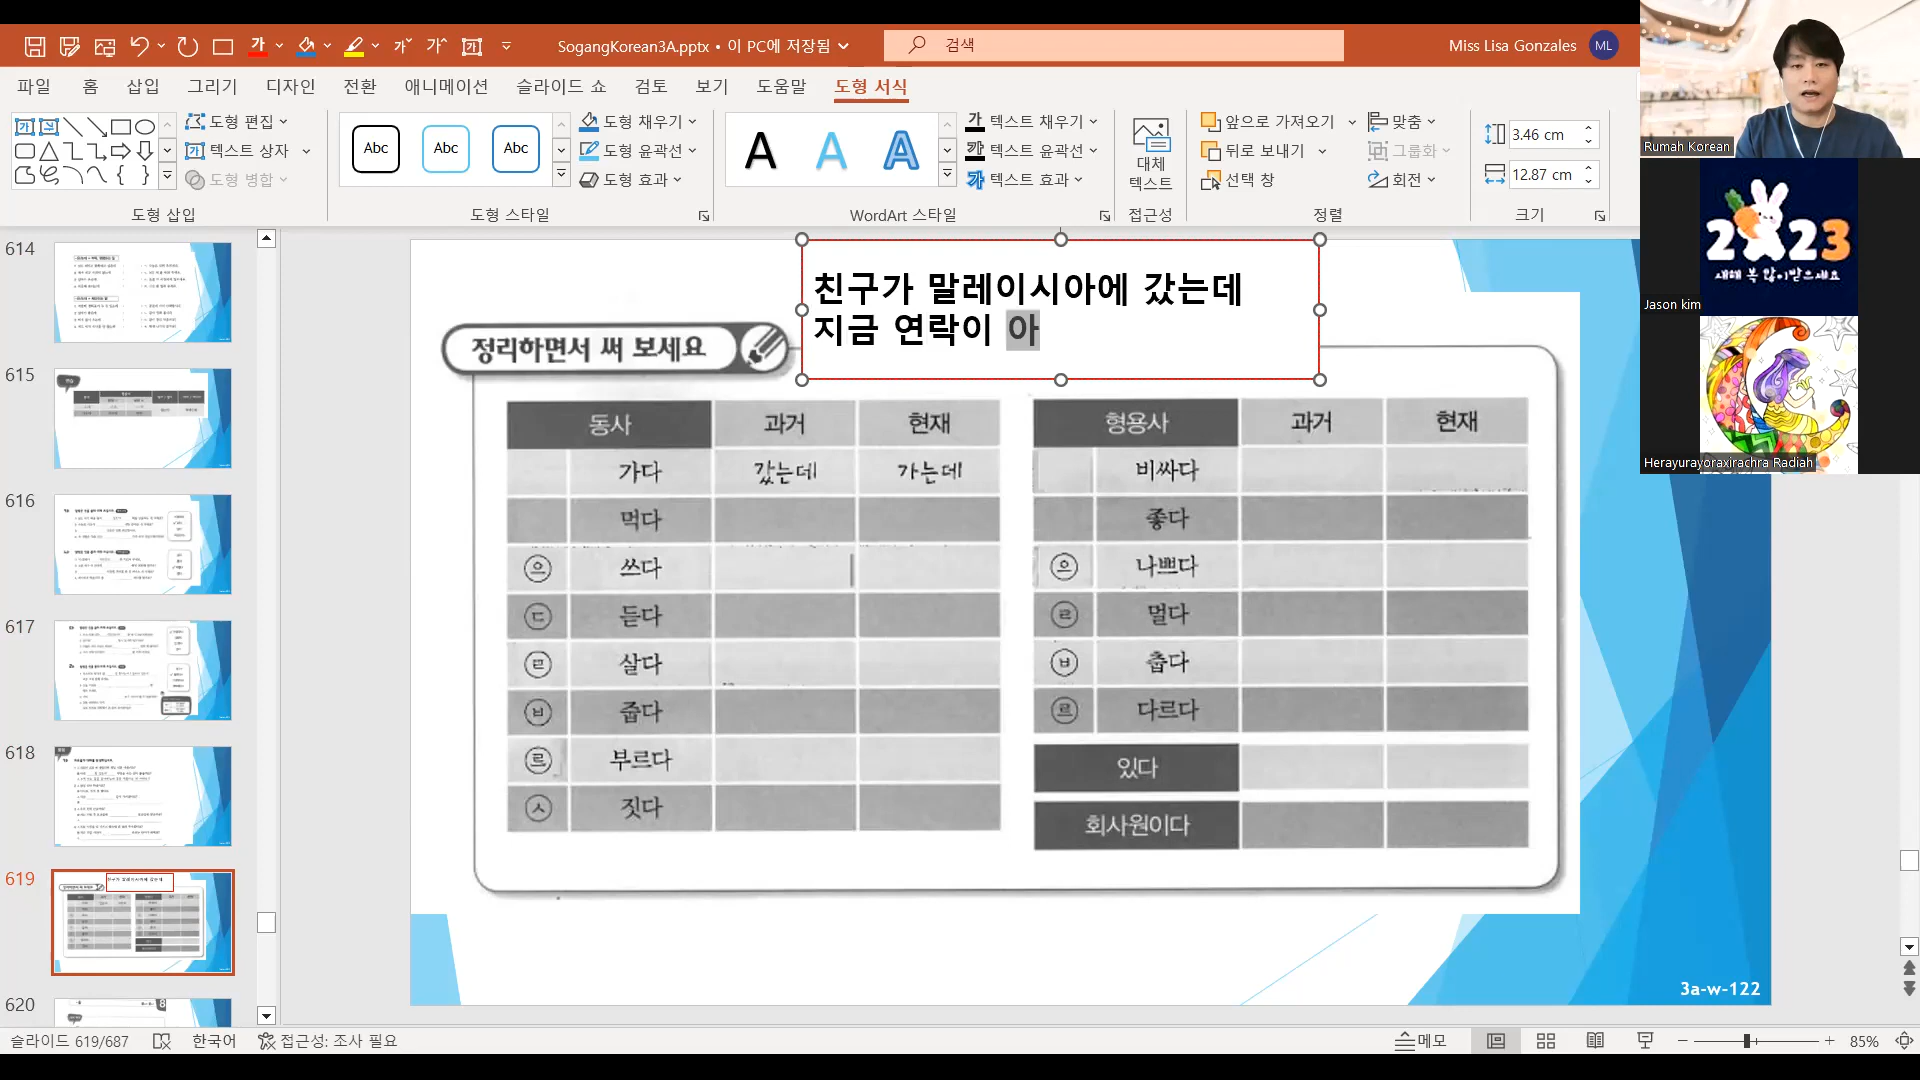 SogangKorean3A.pptx • 이 PC에 저장됨
검색
Miss Lisa Gonzales
ML
파일 홈 삽입 그리기 디자인 전환 애니메이션 슬라이드 쇼 검토 보기 도움말 도형 서식
도형 편집
텍스트 상자
도형 병합
도형 삽입
Abc Abc Abc
도형 채우기
도형 윤곽선
도형 효과
도형 스타일
A A A
텍스트 채우기
텍스트 윤곽선
텍스트 효과
WordArt 스타일
대체
텍스트
접근성
앞으로 가져오기
뒤로 보내기
선택 창
맞춤
그룹화
회전
정렬
3.46 cm
12.87 cm
크기
Rumah Korean
2023
새해 복 많이받으세요
Jason kim
Herayurayoraxirachra Radiah
614
615
616
617
618
619
620
친구가 말레이시아에 갔는데
지금 연락이 아
정리하면서 써 보세요
동사 과거 현재
가다 갔는데 가는데
먹다
으 쓰다
ㄷ 듣다
ㄹ 살다
ㅂ 줍다
르 부르다
ㅅ 짓다
형용사 과거 현재
비싸다
좋다
으 나쁘다
ㄹ 멀다
ㅂ 춥다
르 다르다
있다
회사원이다
3a-w-122
슬라이드 619/687
한국어
접근성: 조사 필요
메모
85%